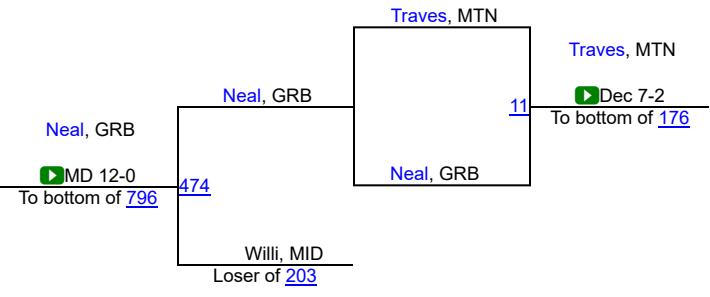 Traves, MTN
Traves, MTN
Neal, GRB
Dec 7-2
11
To bottom of 176
Neal, GRB
MD 12-0
474
To bottom of 796
Neal, GRB
Willi, MID
Loser of 203